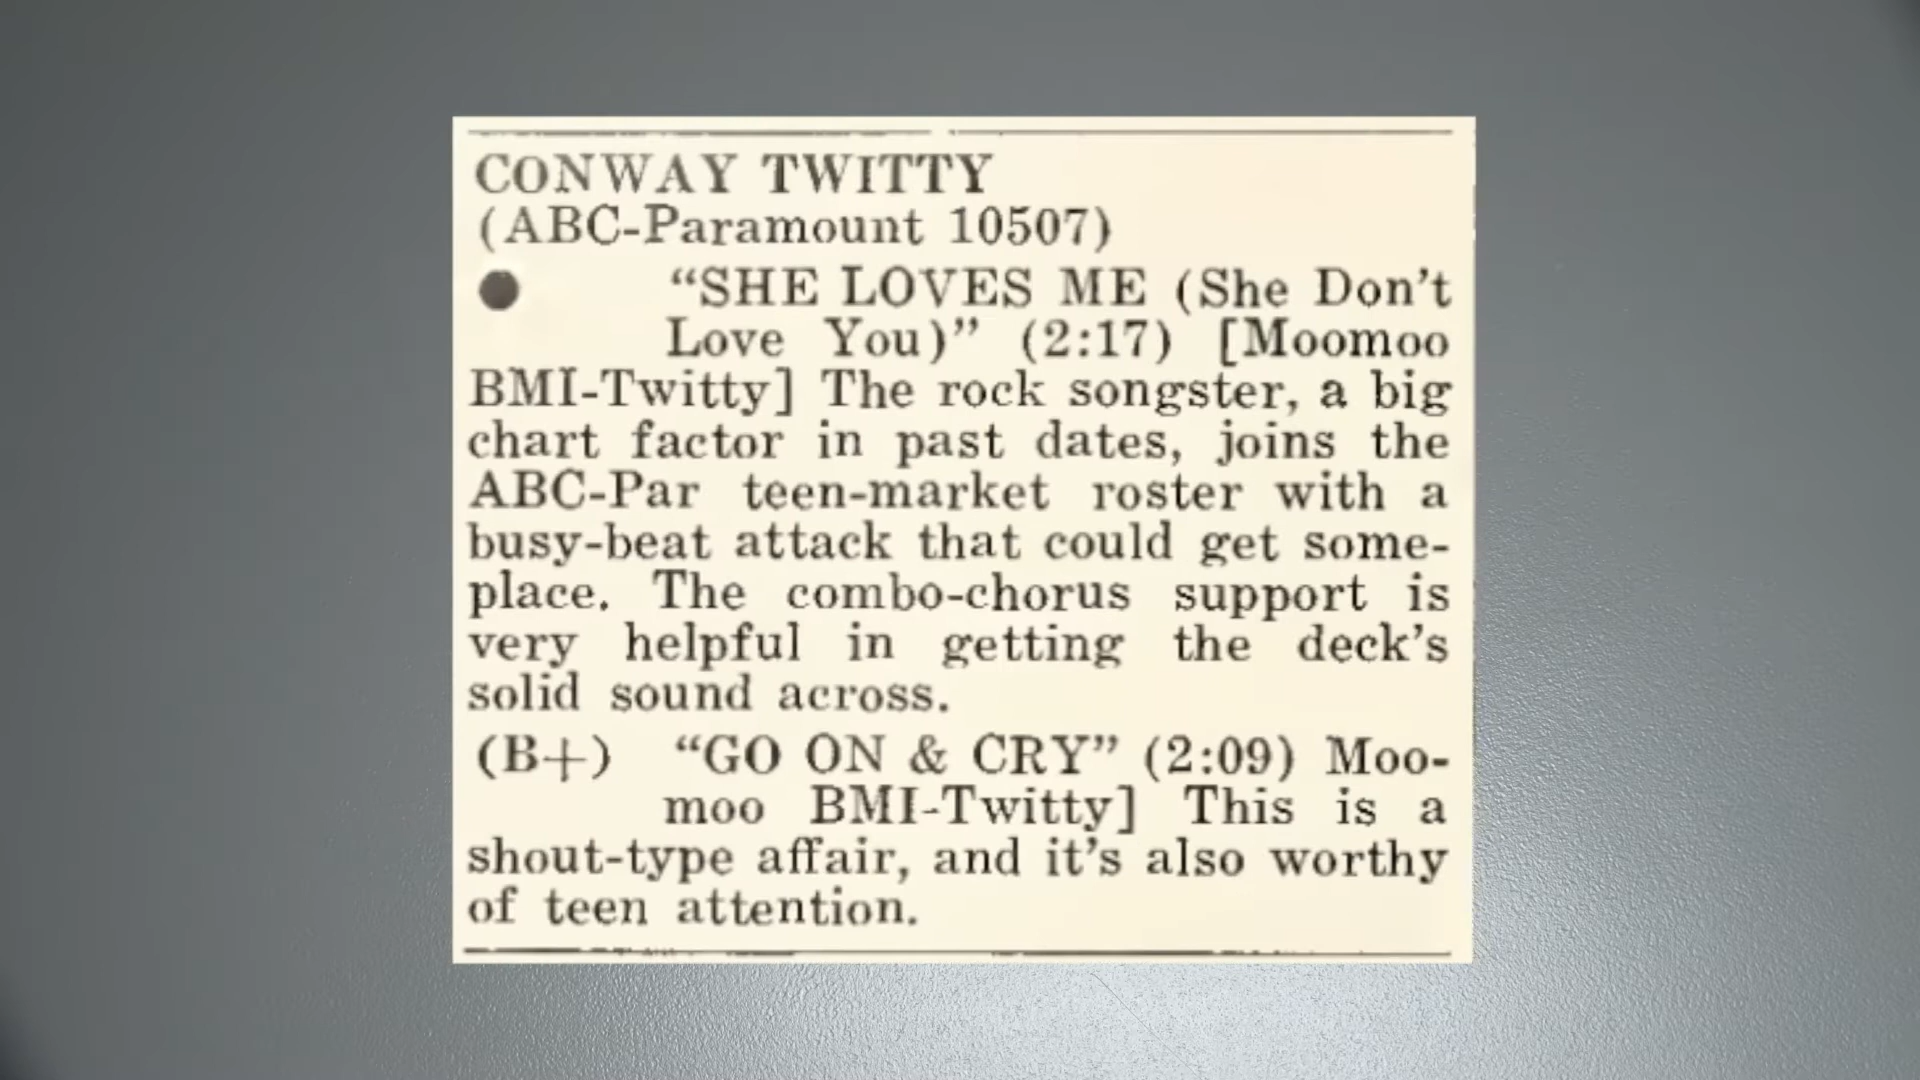 CONWAY TWITTY
(ABC-Paramount 10507)
"SHE LOVES ME (She Don't
Love You)" (2:17) [Moomoo
BMI-Twitty] The rock songster, a big
chart factor in past dates, joins the
ABC-Par teen-market roster with a
busy-beat attack that could get some-
place. The combo-chorus support is
very helpful in getting the deck's
solid sound across.
(B+) "GO ON & CRY" (2:09) Moo-
moo BMI-Twitty] This is a
shout-type affair, and it's also worthy
of teen attention.